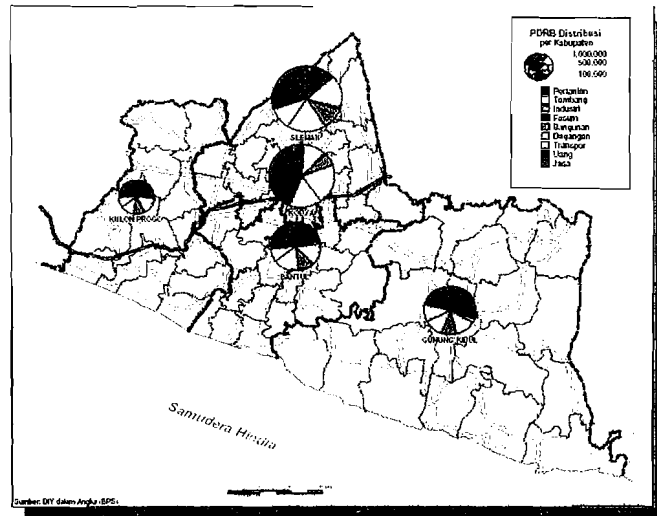 PDRB Distribusi
per Kabupaten
1,000,000
500,000
100,000
Pertanian
Tambang
Industri
Bangunan
Dagangan
Transpor
Uang
Jasa
SLEMAN
KULON PROGO
BANTUL
GUNUNG KIDUL
Samudera Hindia
Sumber: DIY dalam Angka (BPS)